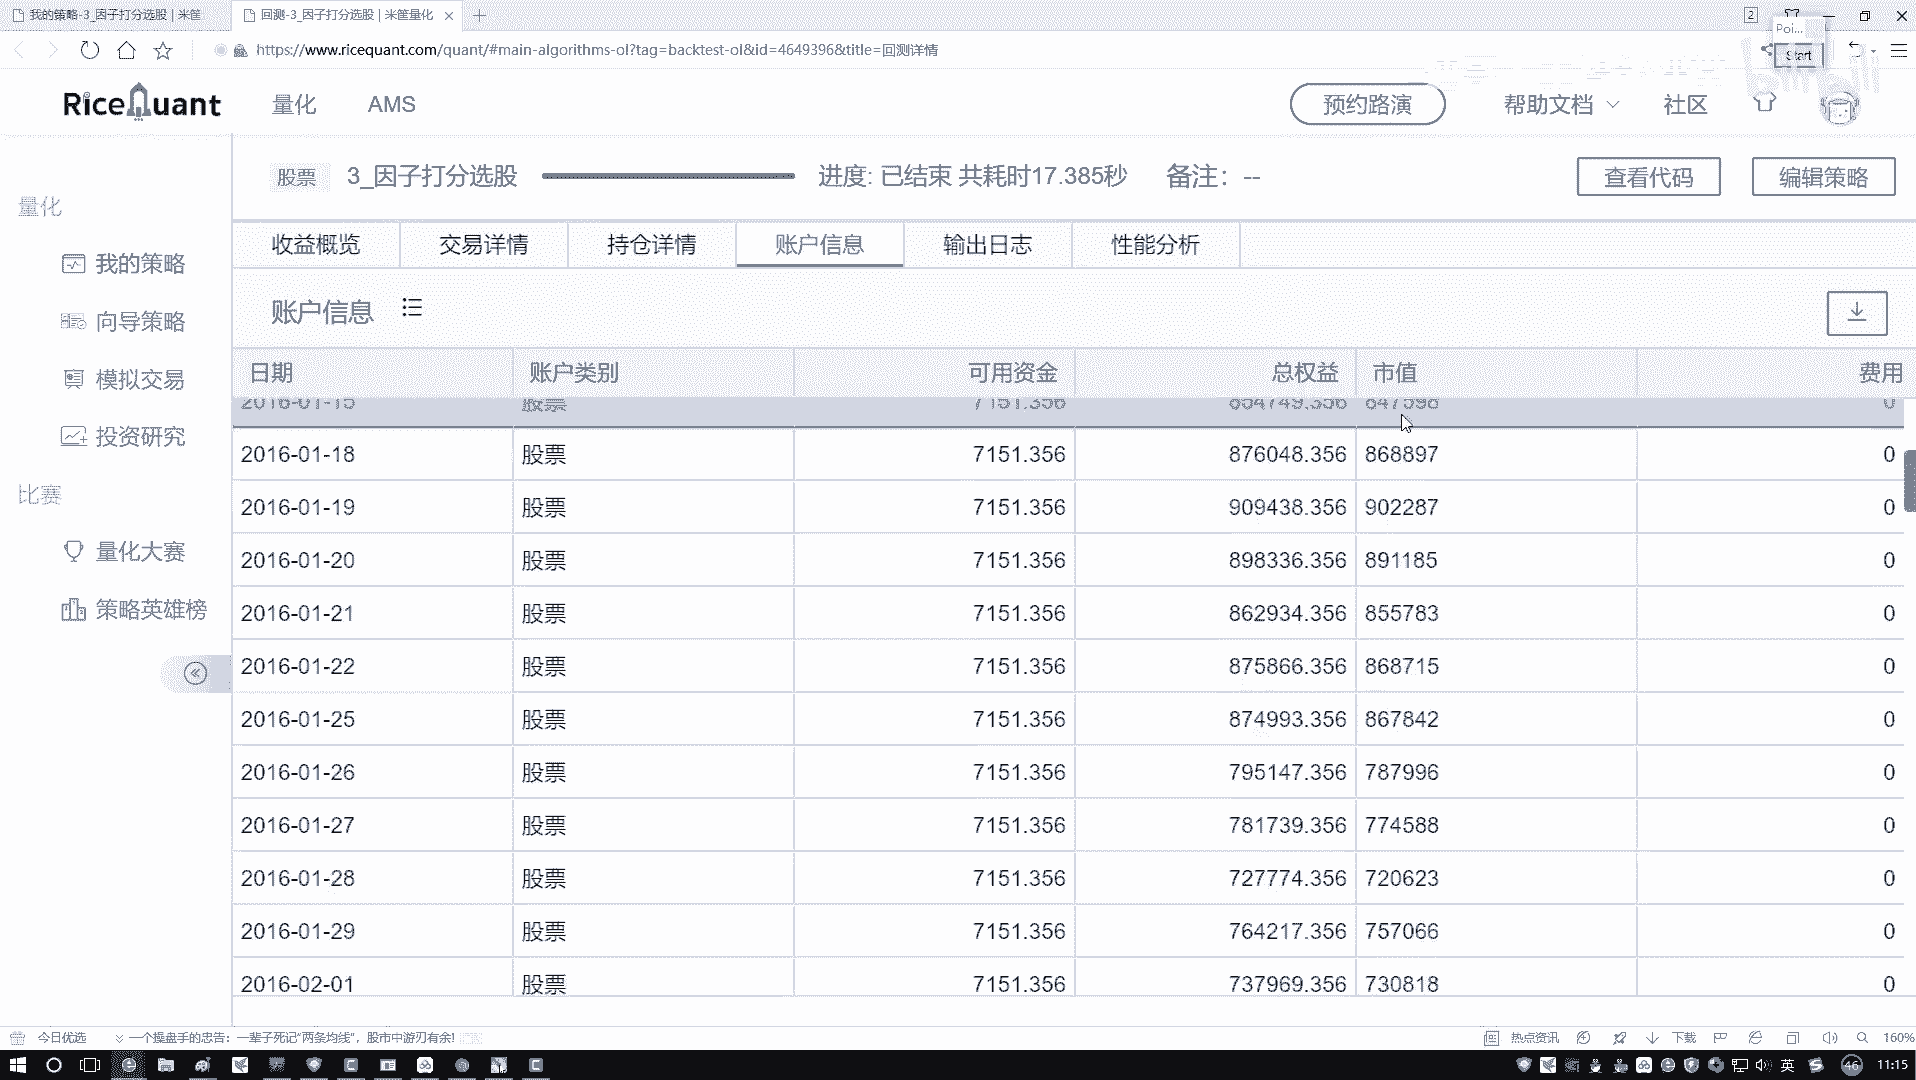 我的策略-3_因子打分选股 | 米筐
回测-3_因子打分选股 | 米筐量化
2
Poi...
https://www.ricequant.com/quant/#main-algorithms-ol?tag=backtest-ol&id=4649396&title=回测详情
Start
bilibili
RiceQuant
量化
AMS
预约路演
帮助文档
社区
股票
3_因子打分选股
进度: 已结束 共耗时17.385秒
备注: --
查看代码
编辑策略
量化
我的策略
向导策略
模拟交易
投资研究
比赛
量化大赛
策略英雄榜
收益概览
交易详情
持仓详情
账户信息
输出日志
性能分析
账户信息
日期 账户类别 可用资金 总权益 市值 费用
2016-01-15 股票 7151.356 854749.356 847598 0
2016-01-18 股票 7151.356 876048.356 868897 0
2016-01-19 股票 7151.356 909438.356 902287 0
2016-01-20 股票 7151.356 898336.356 891185 0
2016-01-21 股票 7151.356 862934.356 855783 0
2016-01-22 股票 7151.356 875866.356 868715 0
2016-01-25 股票 7151.356 874993.356 867842 0
2016-01-26 股票 7151.356 795147.356 787996 0
2016-01-27 股票 7151.356 781739.356 774588 0
2016-01-28 股票 7151.356 727774.356 720623 0
2016-01-29 股票 7151.356 764217.356 757066 0
2016-02-01 股票 7151.356 737969.356 730818 0
今日优选
一个操盘手的忠告：一辈子死记“两条均线”，股市中游刃有余!
热点资讯
下载
160%
英
46
11:15